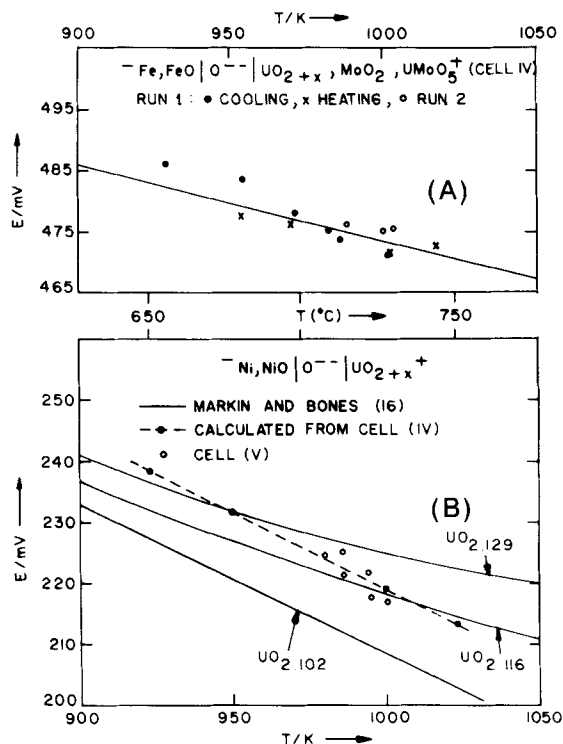 T/K →
900 950 1000 1050
⁻Fe, FeO | O⁻⁻ | UO₂₊ₓ, MoO₂, UMoO₅⁺ (CELL IV)
RUN 1 : • COOLING, x HEATING, ○ RUN 2
495
485
475
465
E/mV →
(A)
650 700 750
T(°C) →
⁻Ni, NiO | O⁻⁻ | UO₂₊ₓ⁺
MARKIN AND BONES (16)
CALCULATED FROM CELL (IV)
CELL (V)
260
250
240
230
220
210
200
E/mV →
(B)
UO₂.₁₂₉
UO₂.₁₁₆
UO₂.₁₀₂
900 950 1000 1050
T/K →